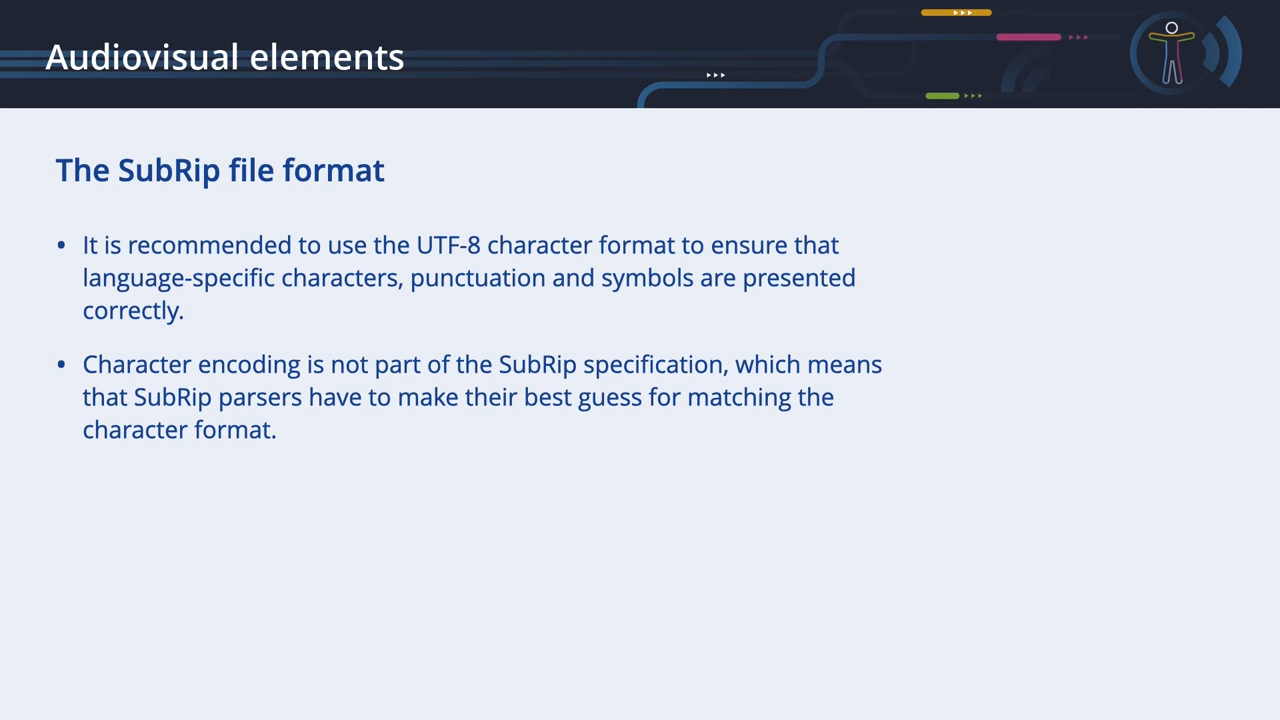 Audiovisual elements
The SubRip file format
• It is recommended to use the UTF-8 character format to ensure that
language-specific characters, punctuation and symbols are presented
correctly.
• Character encoding is not part of the SubRip specification, which means
that SubRip parsers have to make their best guess for matching the
character format.